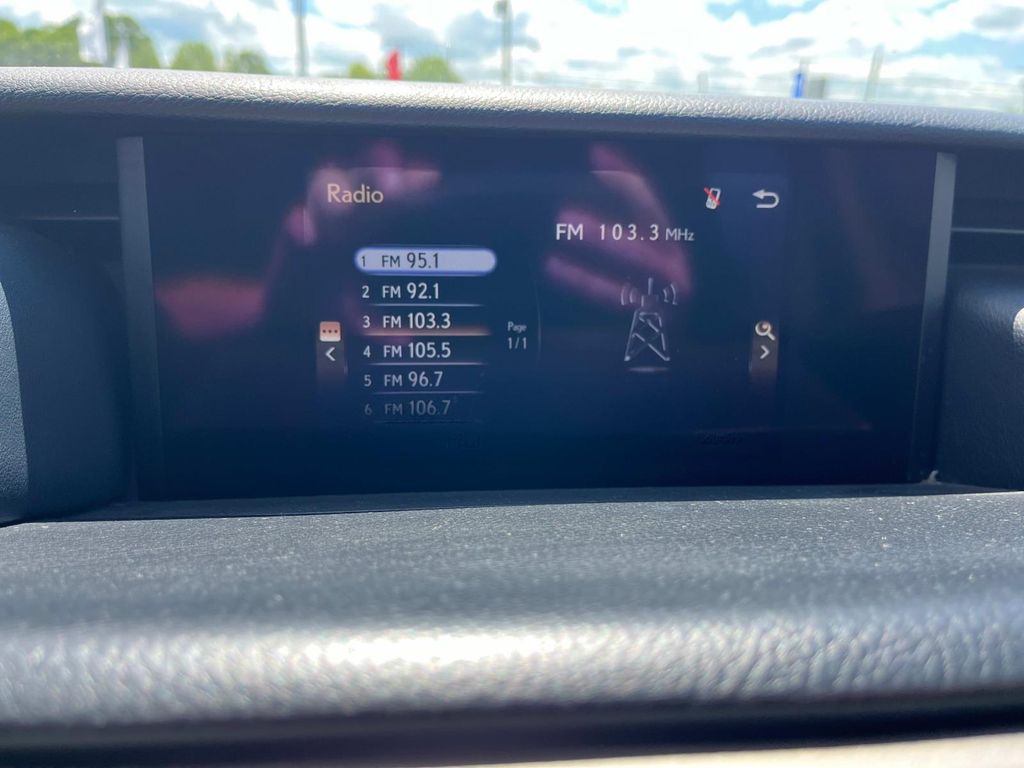 Radio
FM 103.3 MHz
1 FM 95.1
2 FM 92.1
3 FM 103.3
4 FM 105.5
5 FM 96.7
6 FM 106.7
Page
1/1